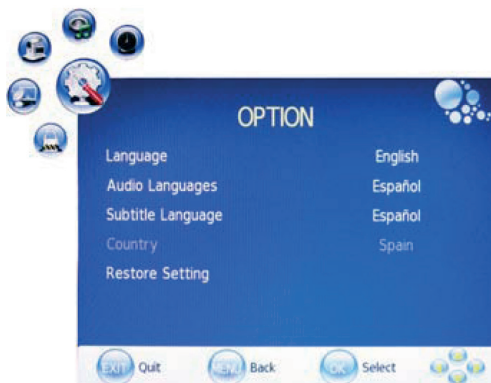 OPTION
Language English
Audio Languages Español
Subtitle Language Español
Country Spain
Restore Setting
EXIT Quit MENU Back OK Select